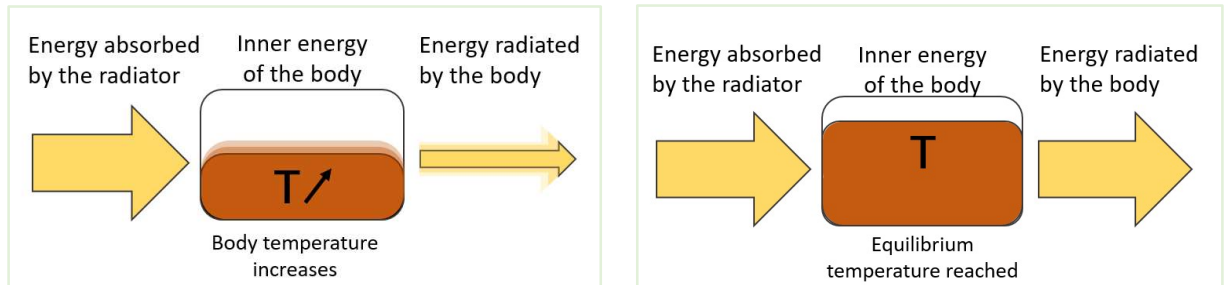 Energy absorbed
by the radiator
Inner energy
of the body
Energy radiated
by the body
T
Body temperature
increases
Energy absorbed
by the radiator
Inner energy
of the body
Energy radiated
by the body
T
Equilibrium
temperature reached